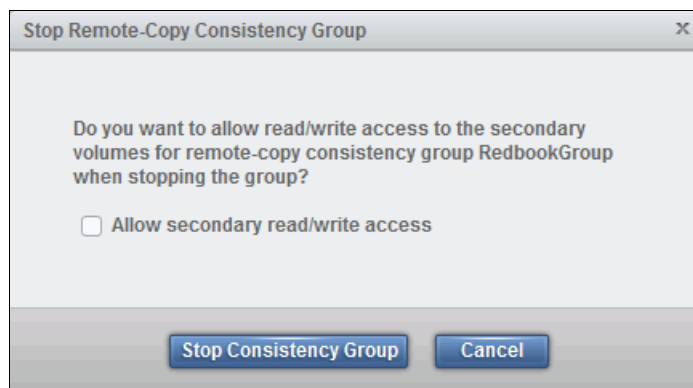 Stop Remote-Copy Consistency Group x
Do you want to allow read/write access to the secondary
volumes for remote-copy consistency group RedbookGroup
when stopping the group?
Allow secondary read/write access
Stop Consistency Group Cancel